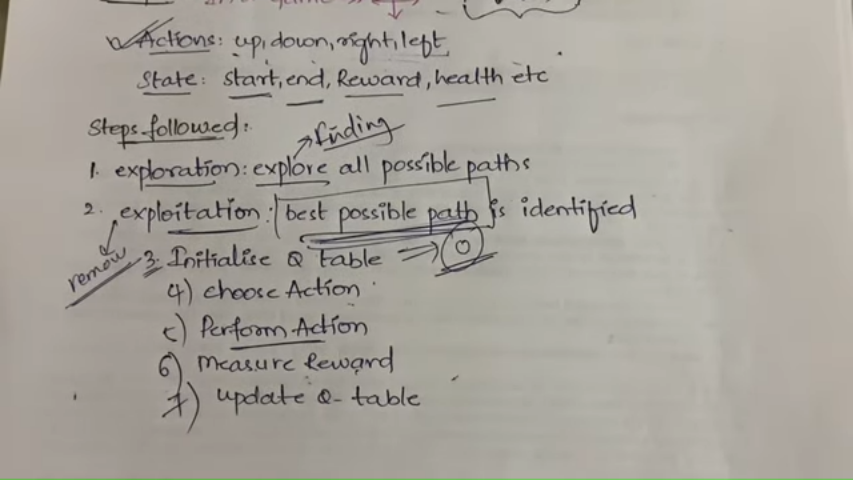 Actions: up, down, right, left
State: start, end, Reward, health etc
Steps followed:
finding
1. exploration: explore all possible paths
2. exploitation: best possible path is identified
remow
3. Initialise Q table ⇒ 0
4) choose Action
5) Perform Action
6) Measure Reward
7) update Q-table